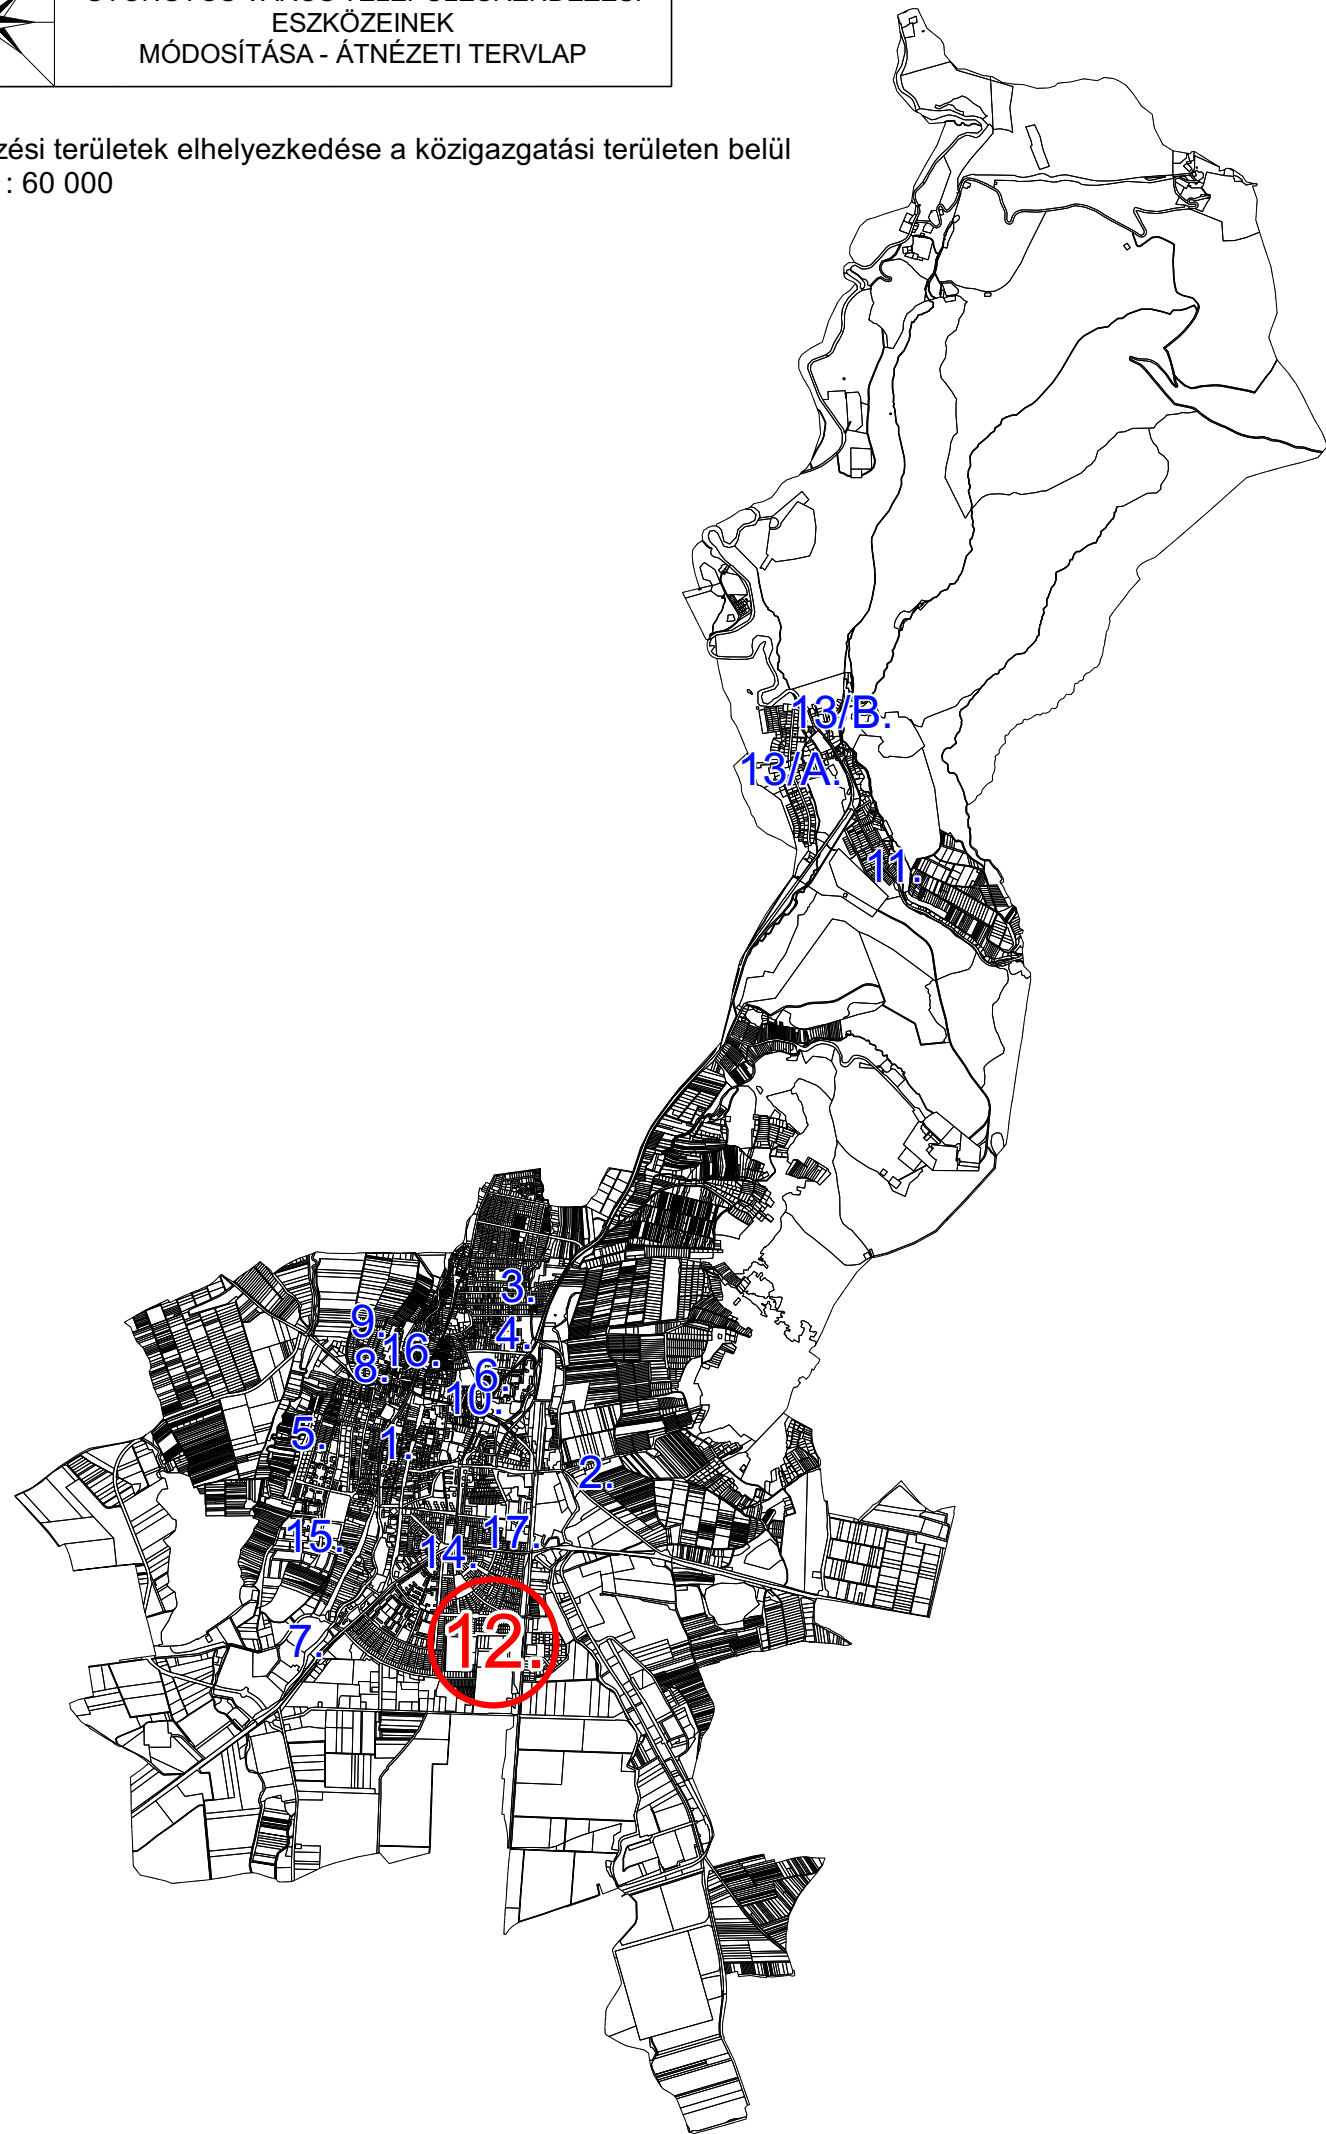 ESZKÖZEINEK
MÓDOSÍTÁSA - ÁTNÉZETI TERVLAP
zési területek elhelyezkedése a közigazgatási területen belül
: 60 000
13/B.
13/A.
11.
3.
9.
4.
16.
8.
6.
10.
5.
1.
2.
17.
15.
14.
12.
7.